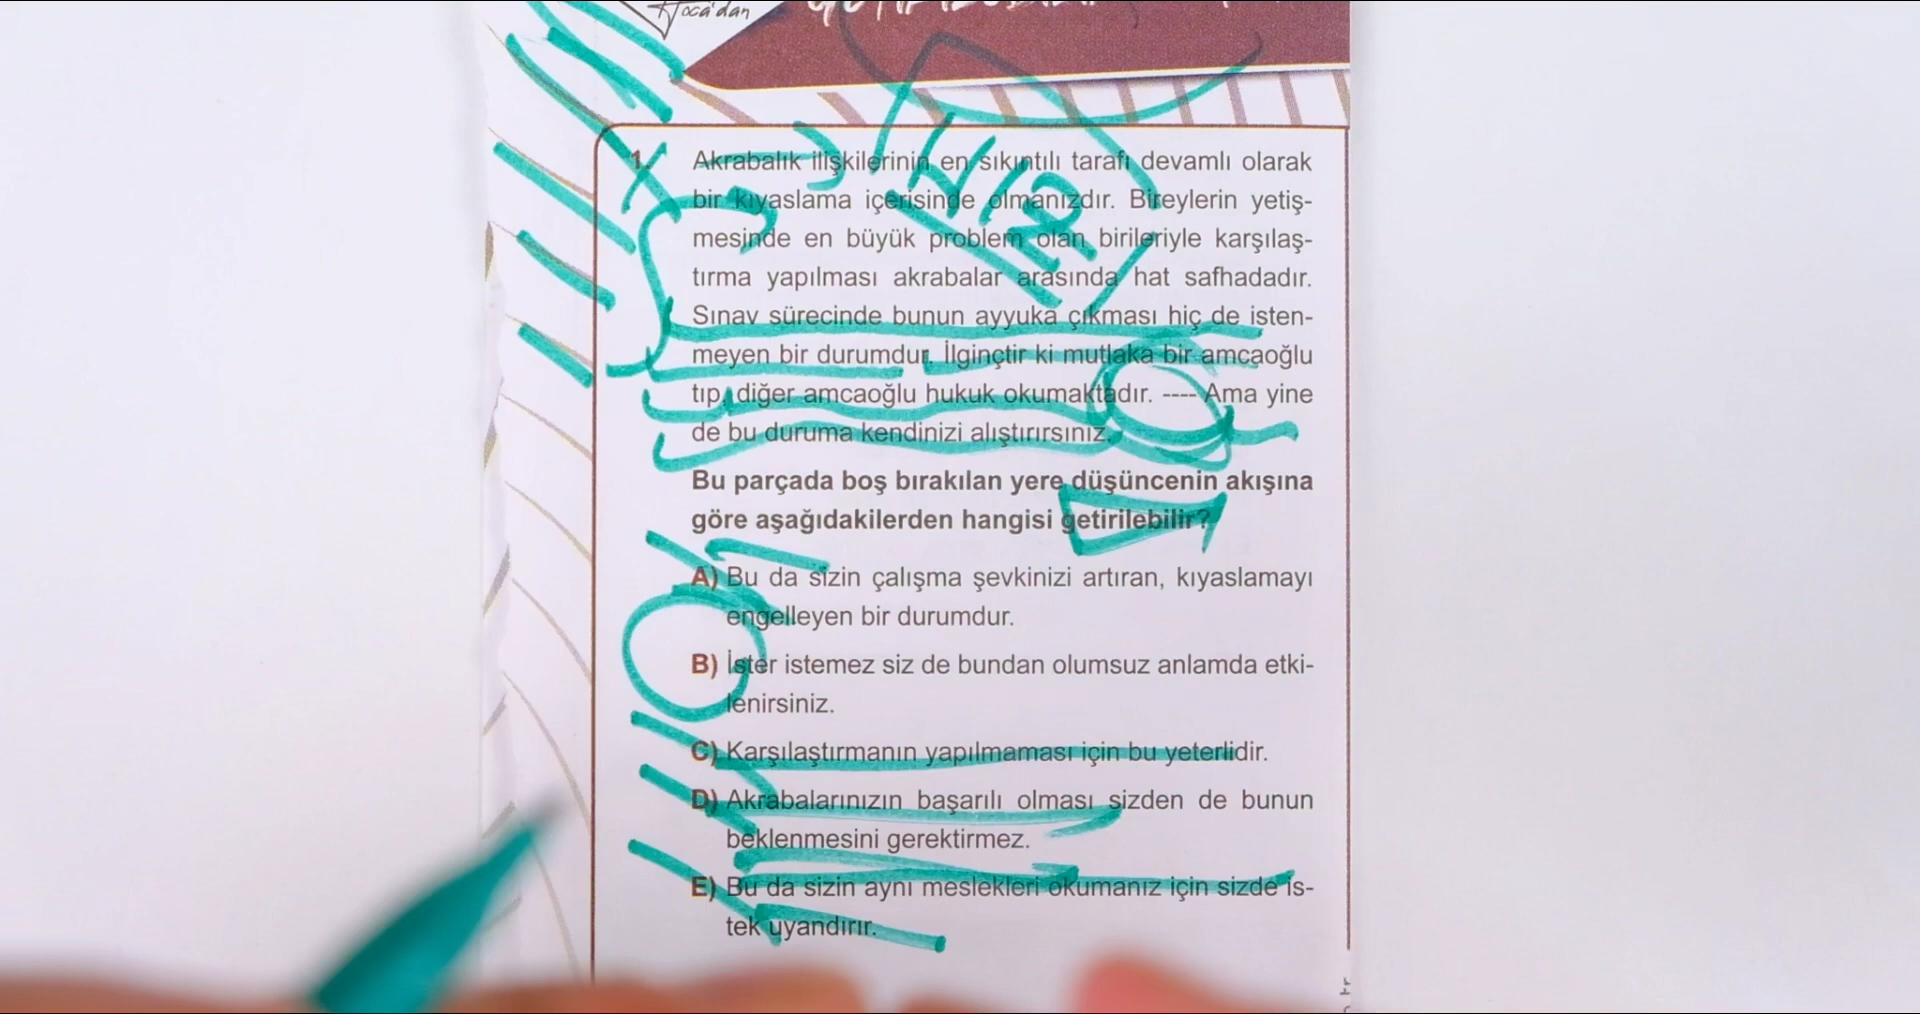 Hoca'dan
1. Akrabalık ilişkilerinin en sıkıntılı tarafı devamlı olarak
bir kıyaslama içerisinde olmanızdır. Bireylerin yetiş-
mesinde en büyük problem olan birileriyle karşılaş-
tırma yapılması akrabalar arasında hat safhadadır.
Sınav sürecinde bunun ayyuka çıkması hiç de isten-
meyen bir durumdur. İlginçtir ki mutlaka bir amcaoğlu
tıp, diğer amcaoğlu hukuk okumaktadır. ---- Ama yine
de bu duruma kendinizi alıştırırsınız.
Bu parçada boş bırakılan yere düşüncenin akışına
göre aşağıdakilerden hangisi getirilebilir?
A) Bu da sizin çalışma şevkinizi artıran, kıyaslamayı
engelleyen bir durumdur.
B) İster istemez siz de bundan olumsuz anlamda etki-
lenirsiniz.
C) Karşılaştırmanın yapılmaması için bu yeterlidir.
D) Akrabalarınızın başarılı olması sizden de bunun
beklenmesini gerektirmez.
E) Bu da sizin aynı meslekleri okumanız için sizde is-
tek uyandırır.